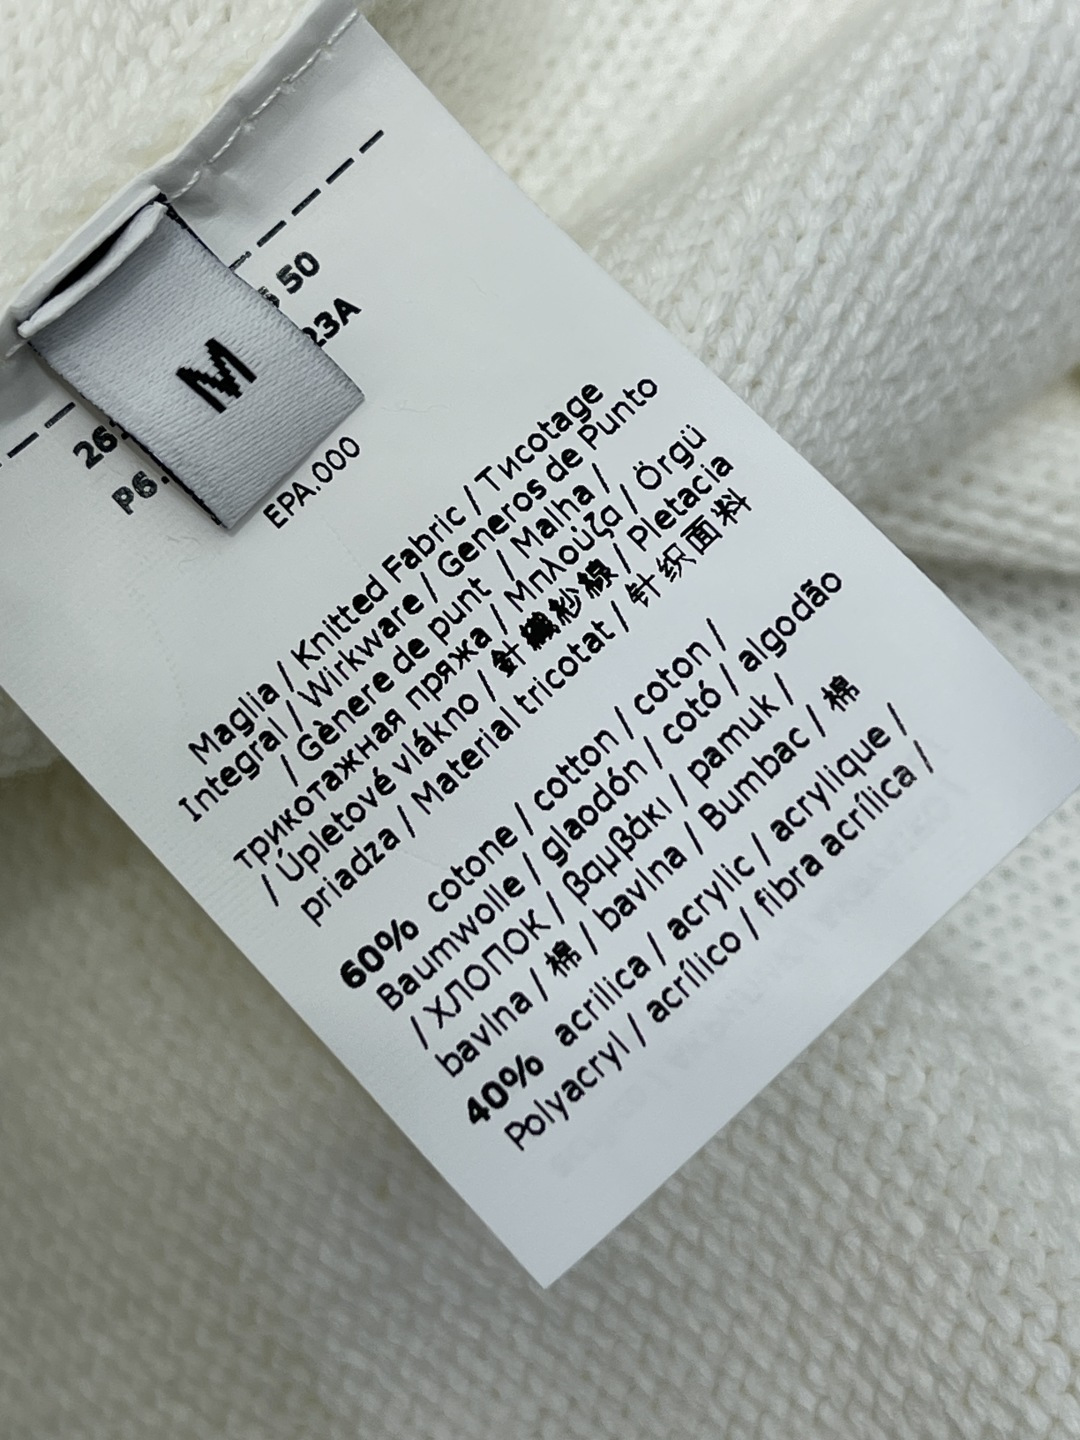 M
50
23A
26
P6.
EPA.000
Maglia / Knitted Fabric / Тисotage
Integral / Wirkware / Generos de Punto
/ Gènere de punt / Malha /
трикотажная пряжа / Μπλούζα / Örgü
/ Úpletové vlákno / 針織紗線 / Pletacia
priadza / Material tricotat / 针织面料
60% cotone / cotton / coton /
Baumwolle / glaodón / cotó / algodão
/ ХЛОПОК / βαμβάκι / pamuk /
bavlna / 棉 / bavlna / Bumbac / 棉
40% acrilica / acrylic / acrylique /
Polyacryl / acrílico / fibra acrílica /